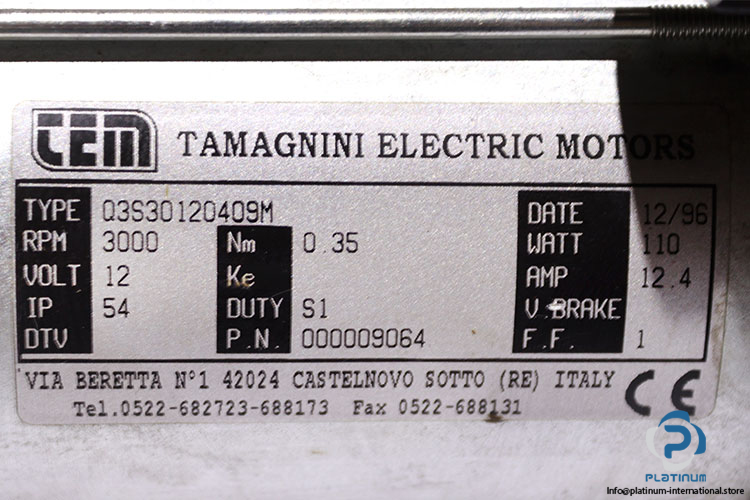 TEM TAMAGNINI ELECTRIC MOTORS
TYPE Q3S30120409M DATE 12/96
RPM 3000 Nm 0.35 WATT 110
VOLT 12 Ke AMP 12.4
IP 54 DUTY S1 V.BRAKE
DTV P.N. 000009064 F.F. 1
VIA BERETTA N°1 42024 CASTELNOVO SOTTO (RE) ITALY CE
Tel.0522-682723-688173 Fax 0522-688131
PLATINUM
Info@platinum-international.store